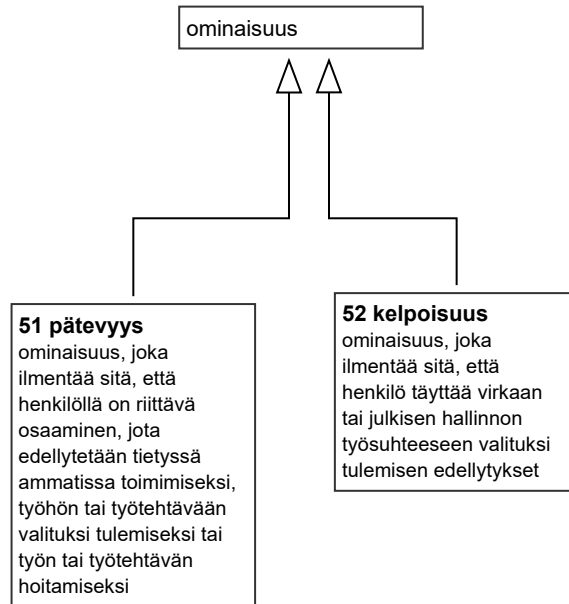 ominaisuus
51 pätevyys
ominaisuus, joka
ilmentää sitä, että
henkilöllä on riittävä
osaaminen, jota
edellytetään tietyssä
ammatissa toimimiseksi,
työhön tai työtehtävään
valituksi tulemiseksi tai
työn tai työtehtävän
hoitamiseksi
52 kelpoisuus
ominaisuus, joka
ilmentää sitä, että
henkilö täyttää virkaan
tai julkisen hallinnon
työsuhteeseen valituksi
tulemisen edellytykset